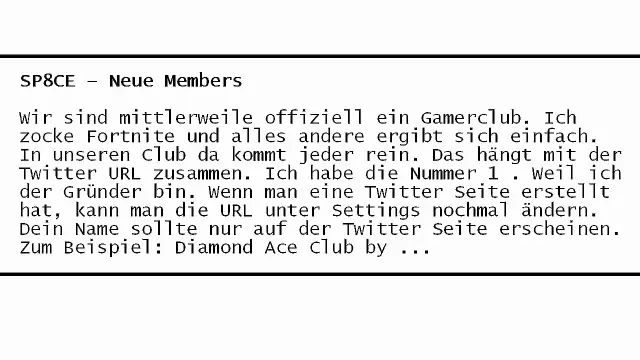 SP8CE – Neue Members
Wir sind mittlerweile offiziell ein Gamerclub. Ich
zocke Fortnite und alles andere ergibt sich einfach.
In unseren Club da kommt jeder rein. Das hängt mit der
Twitter URL zusammen. Ich habe die Nummer 1 . Weil ich
der Gründer bin. Wenn man eine Twitter Seite erstellt
hat, kann man die URL unter Settings nochmal ändern.
Dein Name sollte nur auf der Twitter Seite erscheinen.
Zum Beispiel: Diamond Ace Club by ...